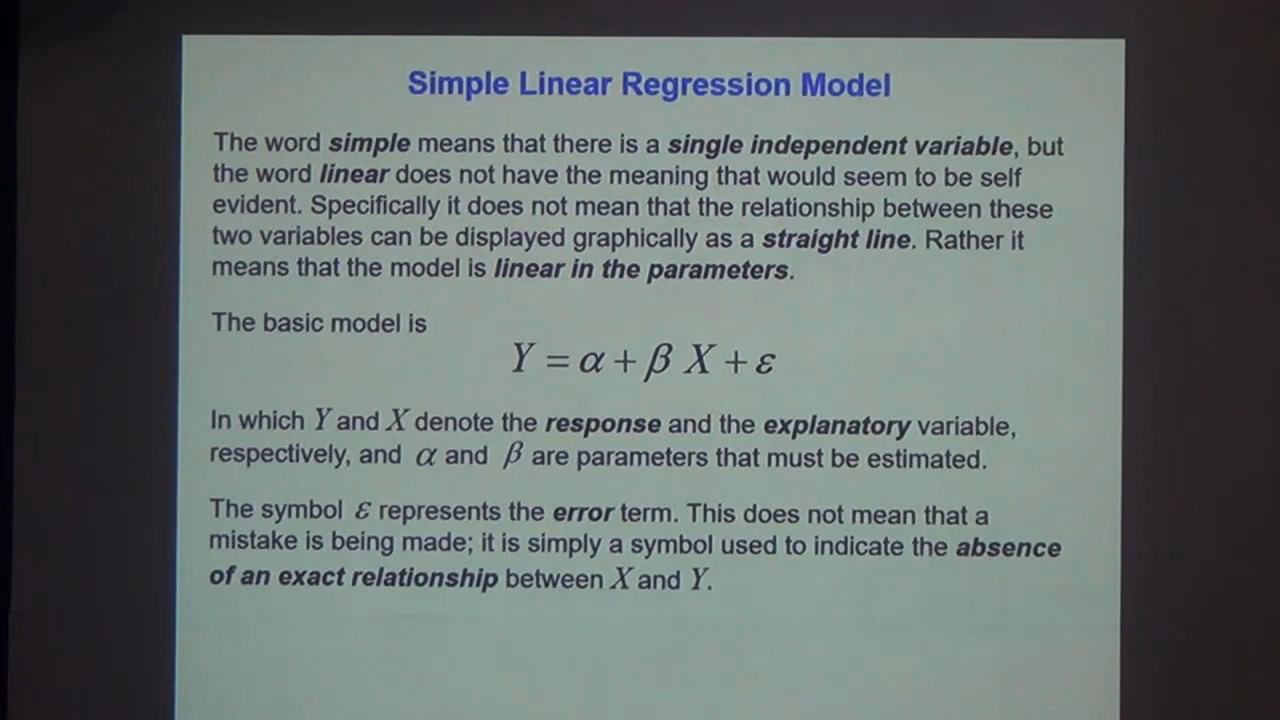 Simple Linear Regression Model
The word simple means that there is a single independent variable, but
the word linear does not have the meaning that would seem to be self
evident. Specifically it does not mean that the relationship between these
two variables can be displayed graphically as a straight line. Rather it
means that the model is linear in the parameters.
The basic model is
Y = α + β X + ε
In which Y and X denote the response and the explanatory variable,
respectively, and α and β are parameters that must be estimated.
The symbol ε represents the error term. This does not mean that a
mistake is being made; it is simply a symbol used to indicate the absence
of an exact relationship between X and Y.